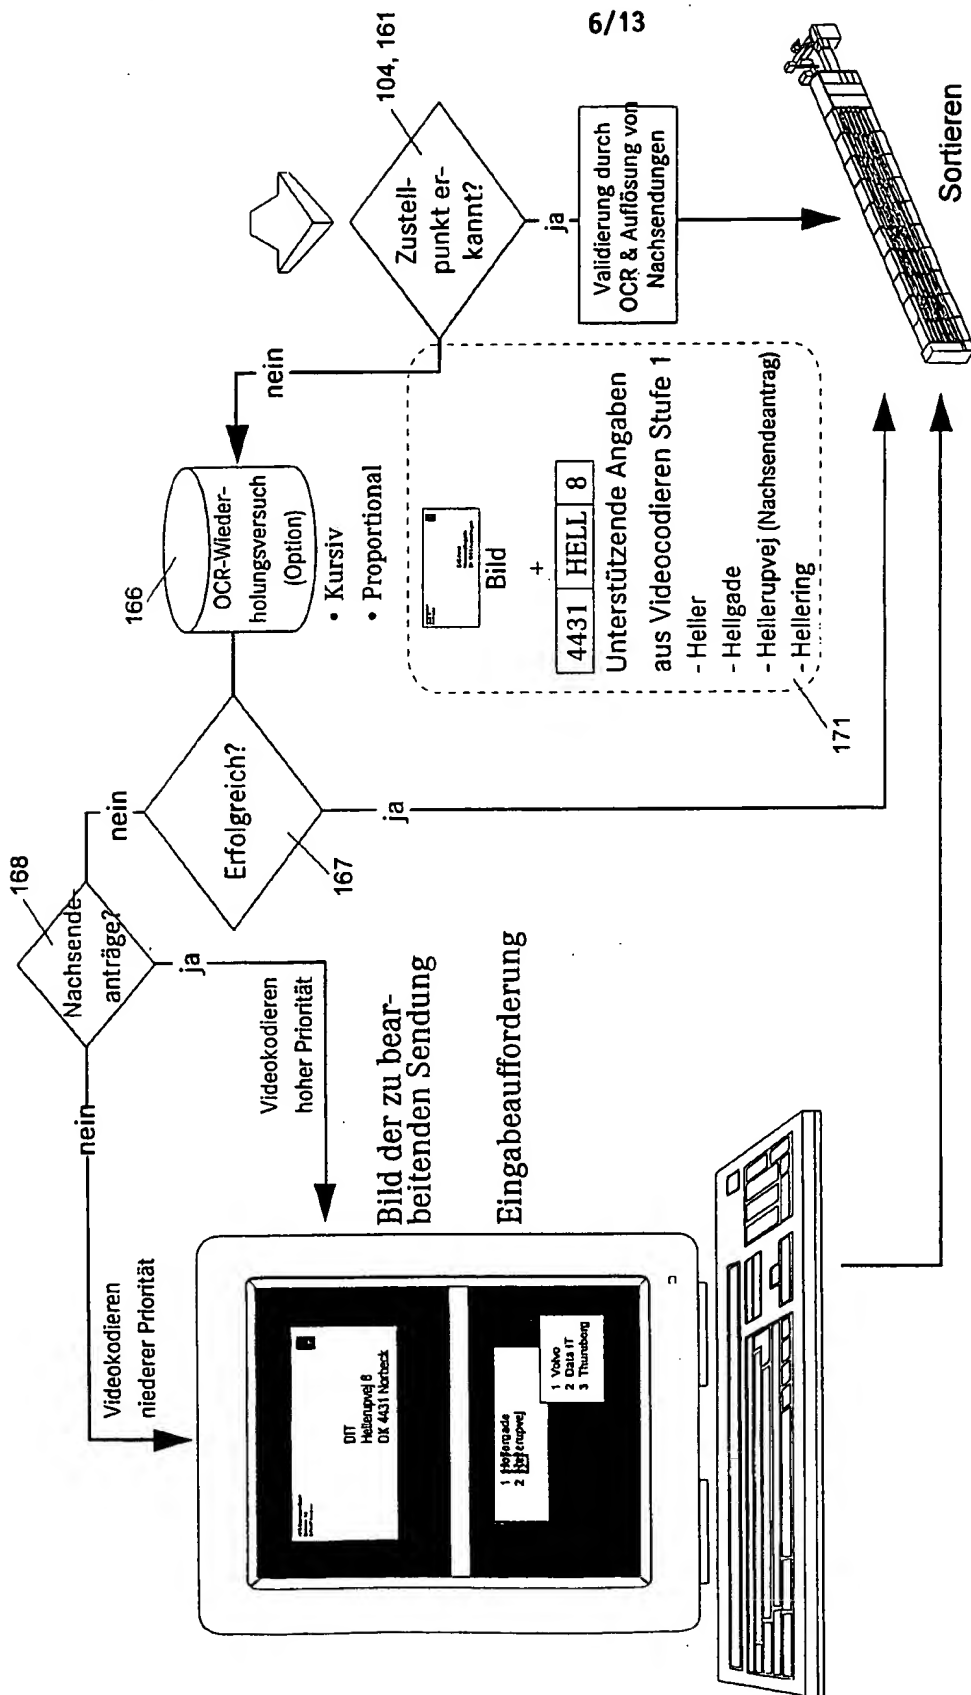 6/13
104, 161
Zustell-
punkt er-
kannt?
ja
nein
Validierung durch
OCR & Auflösung von
Nachsendungen
Sortieren
166
OCR-Wieder-
holungsversuch
(Option)
• Kursiv
• Proportional
Bild
+
4431 HELL 8
Unterstützende Angaben
aus Videocodieren Stufe 1
- Heller
- Hellgade
- Hellerupvej (Nachsendeantrag)
- Hellering
171
Erfolgreich?
167
ja
nein
168
Nachsende-
anträge?
ja
nein
Videokodieren
hoher Priorität
Videokodieren
niederer Priorität
Bild der zu bear-
beitenden Sendung
Eingabeaufforderung
DIT
Hellerupvej 8
DK 4431 Norbeck
1 Hollergade
2 Hellerupvej
1 Volvo
2 Data IT
3 Thumborg